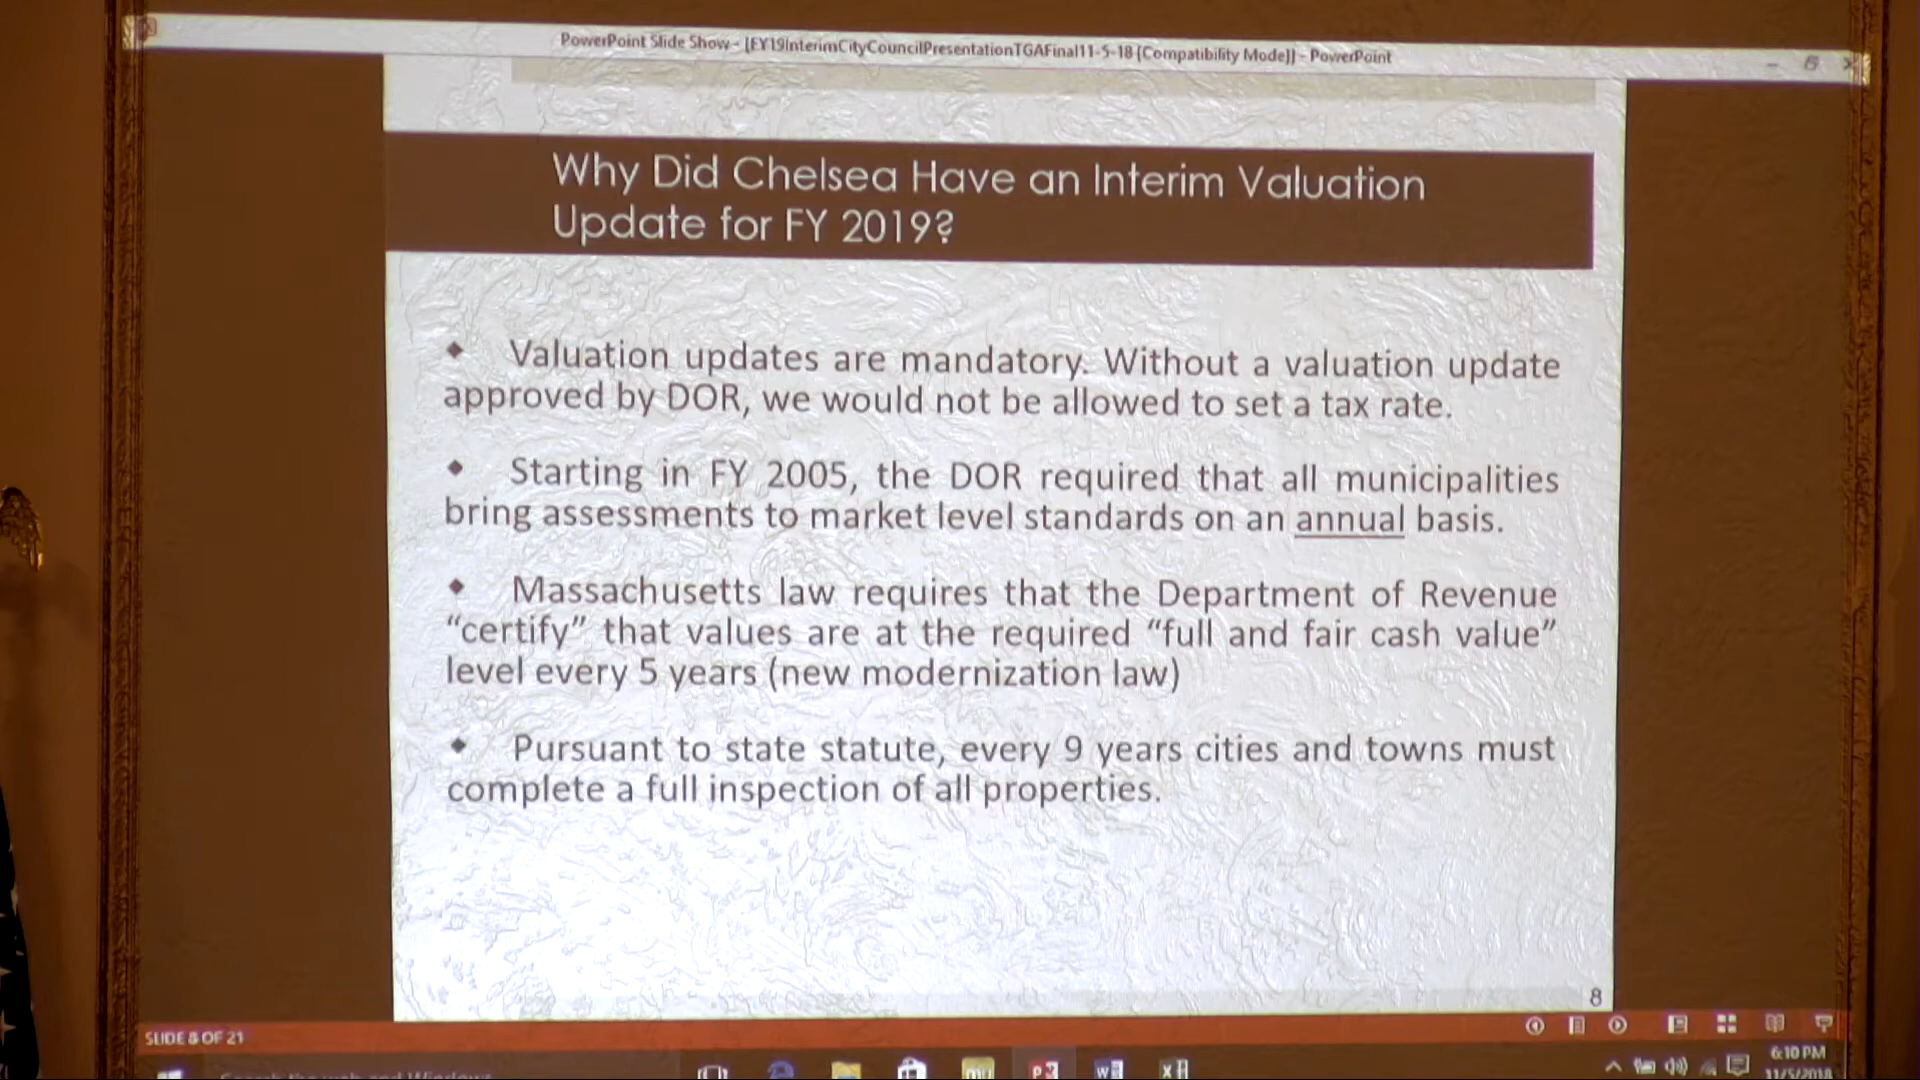 PowerPoint Slide Show - [FY19InterimCityCouncilPresentationTGAFinal11-5-18 [Compatibility Mode]] - PowerPoint
Why Did Chelsea Have an Interim Valuation
Update for FY 2019?
◆ Valuation updates are mandatory. Without a valuation update
approved by DOR, we would not be allowed to set a tax rate.
◆ Starting in FY 2005, the DOR required that all municipalities
bring assessments to market level standards on an annual basis.
◆ Massachusetts law requires that the Department of Revenue
“certify” that values are at the required “full and fair cash value”
level every 5 years (new modernization law)
◆ Pursuant to state statute, every 9 years cities and towns must
complete a full inspection of all properties.
8
SLIDE 8 OF 21
6:10 PM
11/5/2018